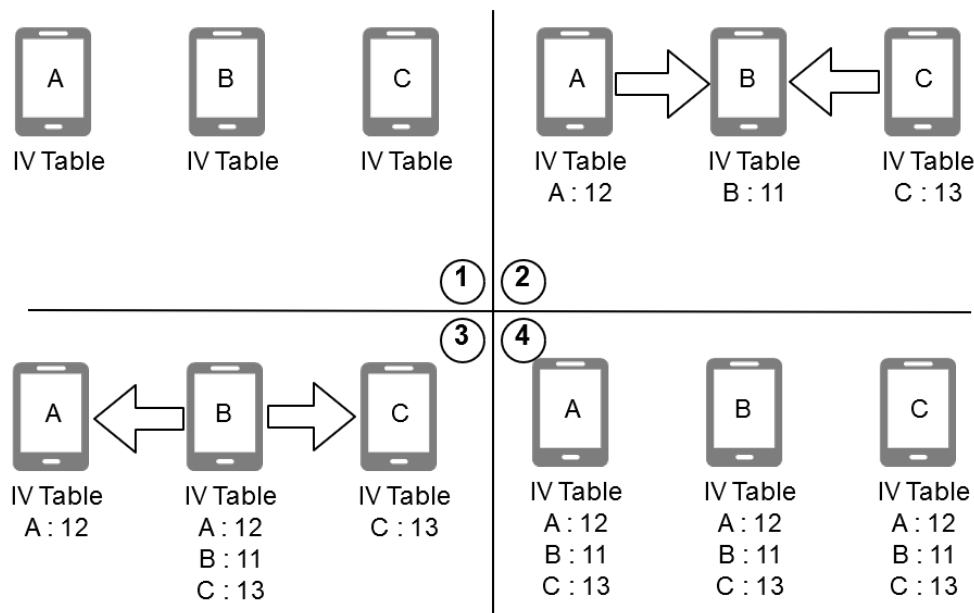 A
B
C
IV Table
IV Table
IV Table
1
A
B
C
IV Table
IV Table
IV Table
A : 12
B : 11
C : 13
2
3
A
B
C
IV Table
IV Table
IV Table
A : 12
A : 12
C : 13
B : 11
C : 13
4
A
B
C
IV Table
IV Table
IV Table
A : 12
A : 12
A : 12
B : 11
B : 11
B : 11
C : 13
C : 13
C : 13